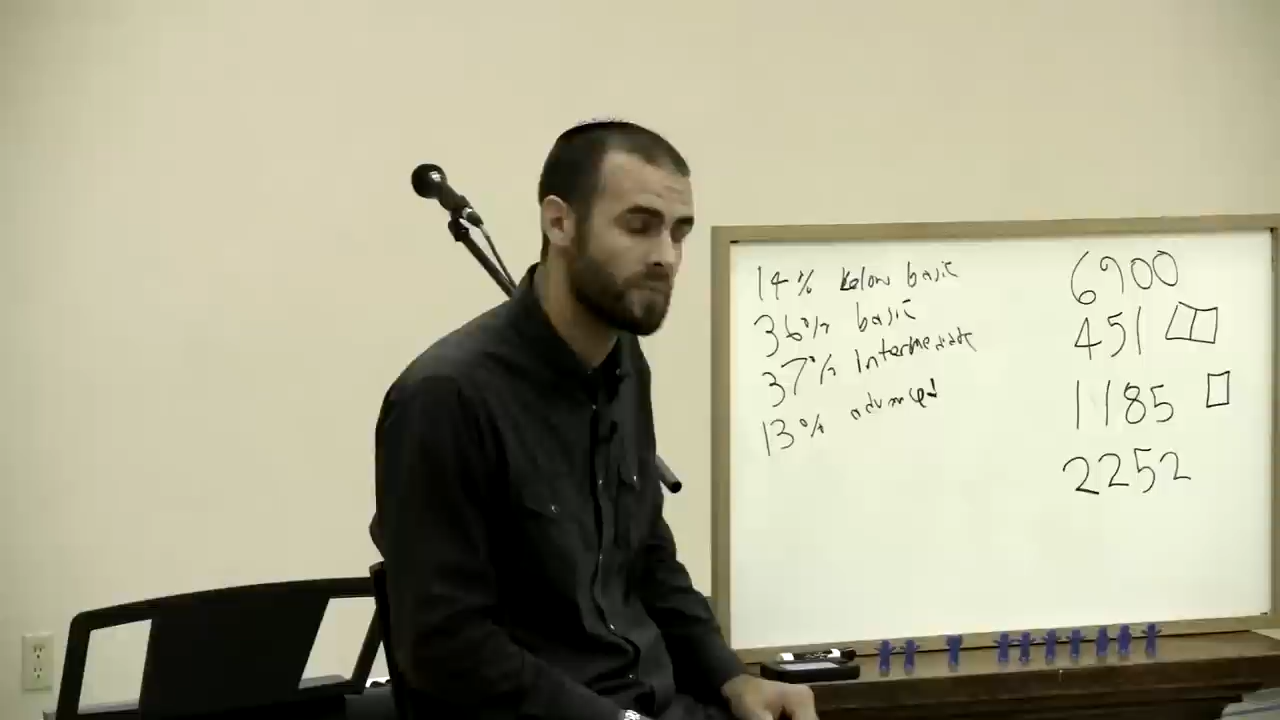 14% below basic
36% basic
37% Intermediate
13% advanced
6900
451
1185
2252